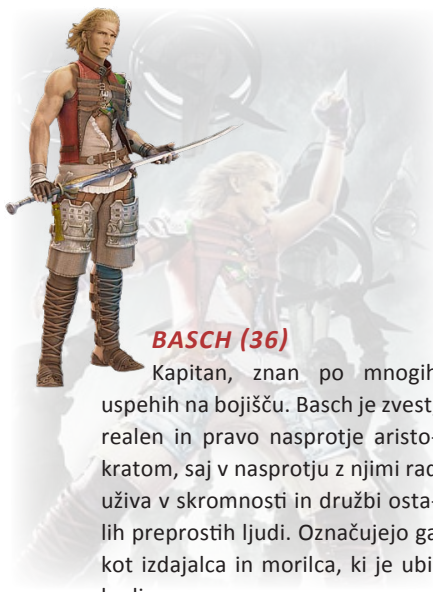 BASCH (36)
Kapitan, znan po mnogih
uspehih na bojišču. Basch je zvest,
realen in pravo nasprotje aristo-
kratom, saj v nasprotju z njimi rad
uživa v skromnosti in družbi osta-
lih preprostih ljudi. Označujejo ga
kot izdajalca in morilca, ki je ubil